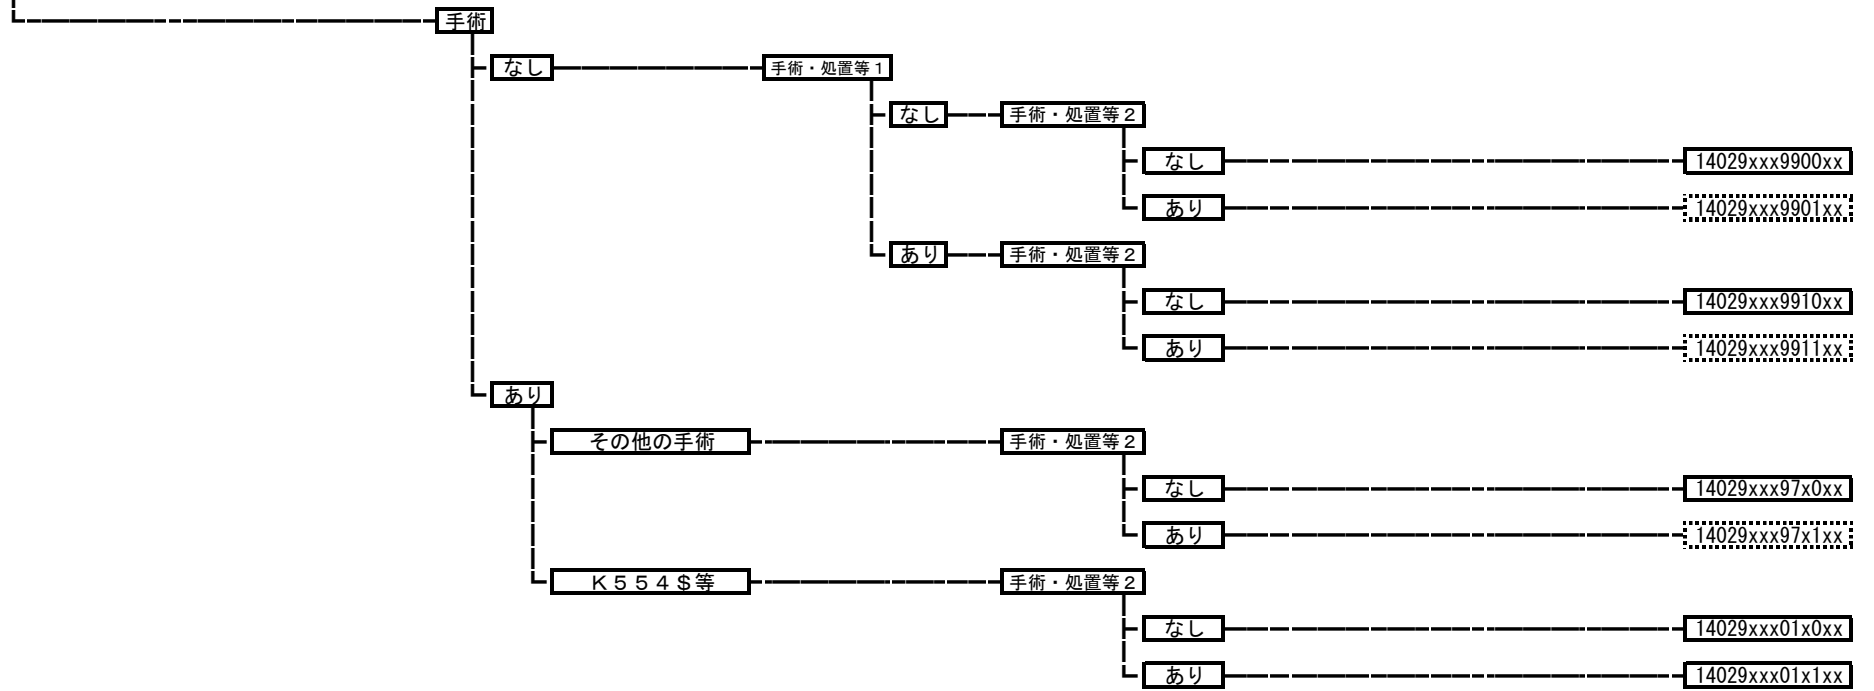 手術
なし
手術・処置等１
なし
手術・処置等２
なし
14029xxx9900xx
あり
14029xxx9901xx
あり
手術・処置等２
なし
14029xxx9910xx
あり
14029xxx9911xx
あり
その他の手術
手術・処置等２
なし
14029xxx97x0xx
あり
14029xxx97x1xx
Ｋ５５４＄等
手術・処置等２
なし
14029xxx01x0xx
あり
14029xxx01x1xx